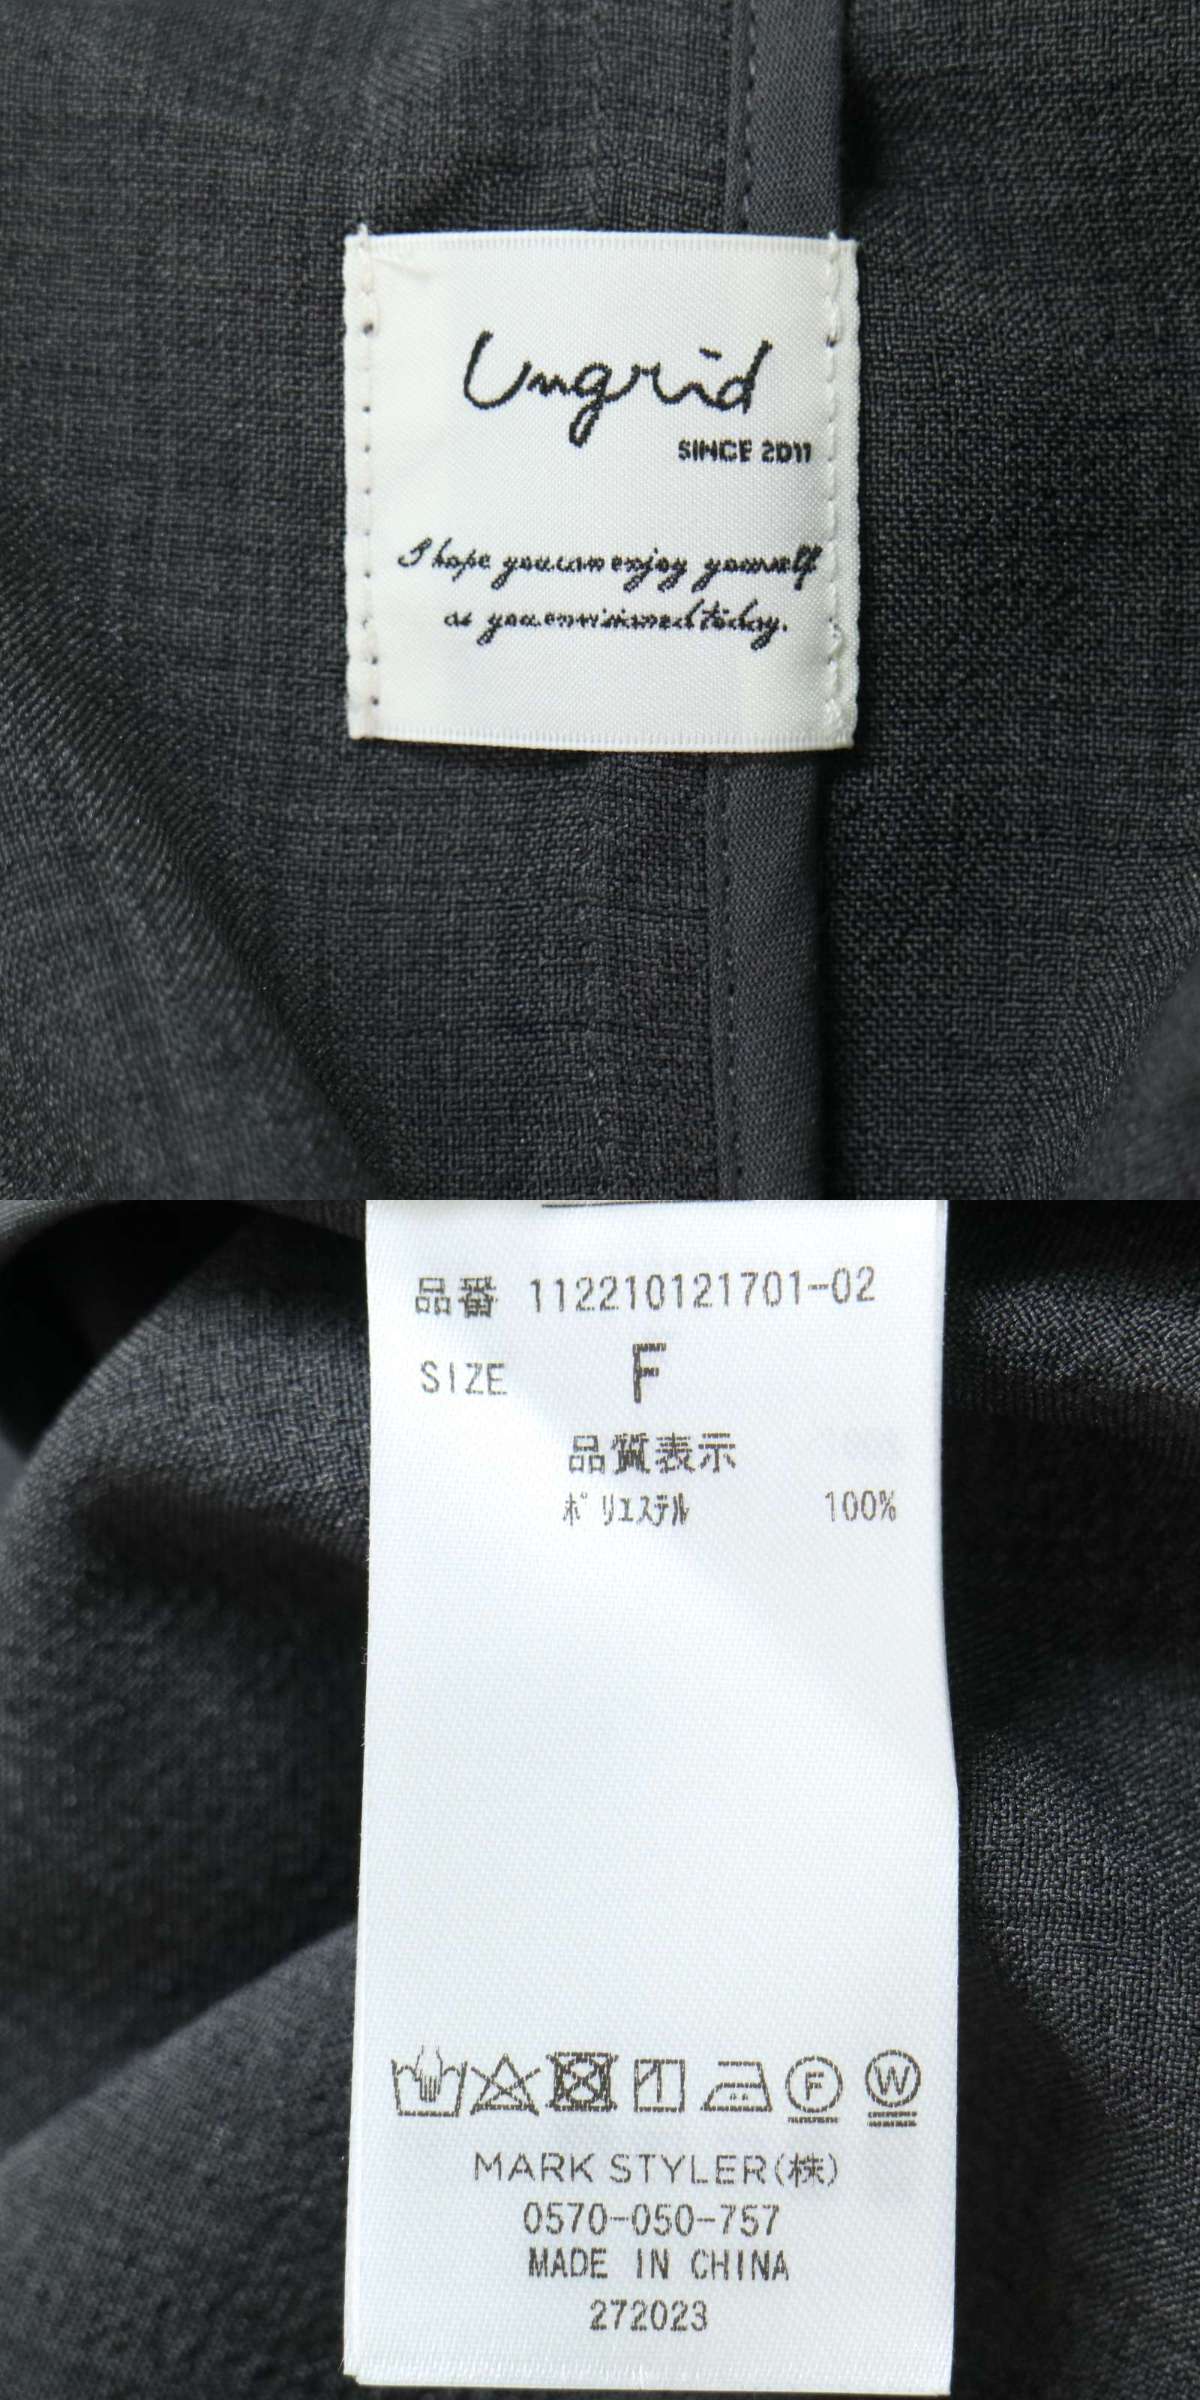 Ungrid
SINCE 2011
I hope you can enjoy yourself
as you envisioned today.
品番 112210121701-02
SIZE F
品質表示
ポリエステル 100%
F W
MARK STYLER(株)
0570-050-757
MADE IN CHINA
272023